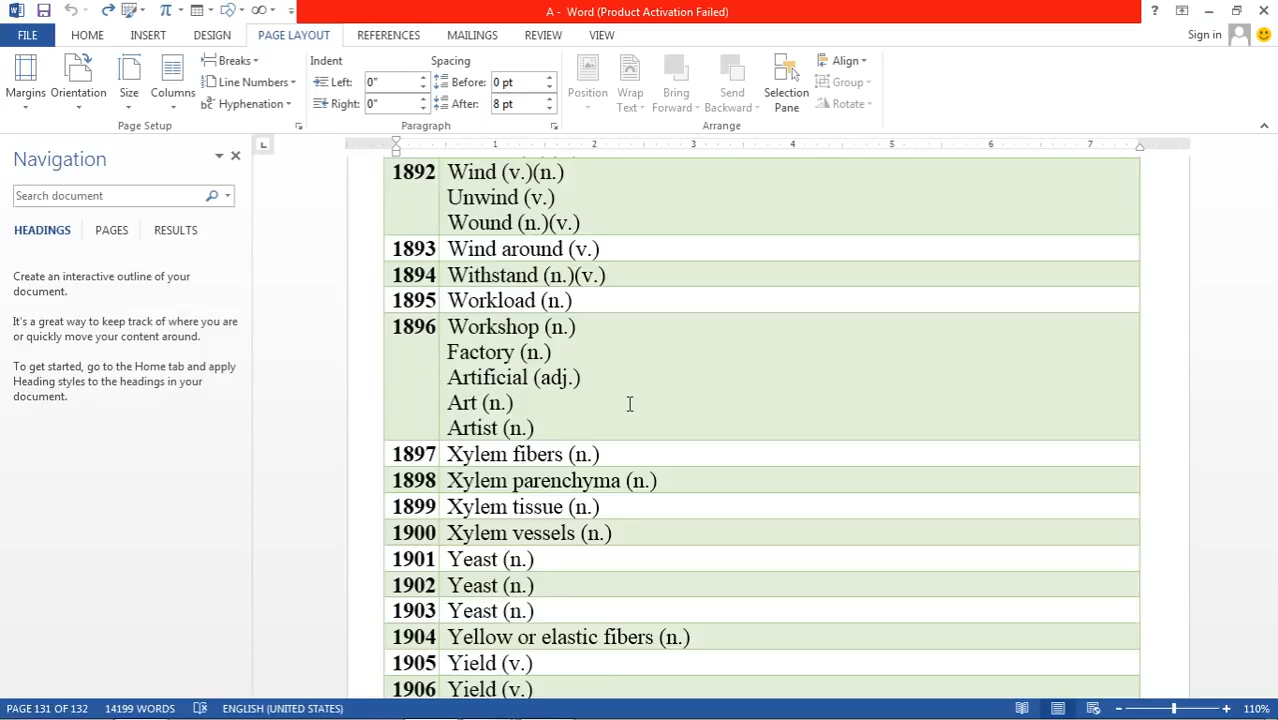 A - Word (Product Activation Failed)
FILE HOME INSERT DESIGN PAGE LAYOUT REFERENCES MAILINGS REVIEW VIEW Sign in
Margins Orientation Size Columns
Breaks
Line Numbers
Hyphenation
Page Setup
Indent Spacing
Left: 0" Before: 0 pt
Right: 0" After: 8 pt
Paragraph
Position Wrap Text Bring Forward Send Backward Selection Pane
Align
Group
Rotate
Arrange
Navigation
Search document
HEADINGS PAGES RESULTS
Create an interactive outline of your
document.
It's a great way to keep track of where you are
or quickly move your content around.
To get started, go to the Home tab and apply
Heading styles to the headings in your
document.
1 2 3 4 5 6 7
1892 Wind (v.)(n.)
Unwind (v.)
Wound (n.)(v.)
1893 Wind around (v.)
1894 Withstand (n.)(v.)
1895 Workload (n.)
1896 Workshop (n.)
Factory (n.)
Artificial (adj.)
Art (n.)
Artist (n.)
1897 Xylem fibers (n.)
1898 Xylem parenchyma (n.)
1899 Xylem tissue (n.)
1900 Xylem vessels (n.)
1901 Yeast (n.)
1902 Yeast (n.)
1903 Yeast (n.)
1904 Yellow or elastic fibers (n.)
1905 Yield (v.)
1906 Yield (v.)
PAGE 131 OF 132 14199 WORDS ENGLISH (UNITED STATES) 110%